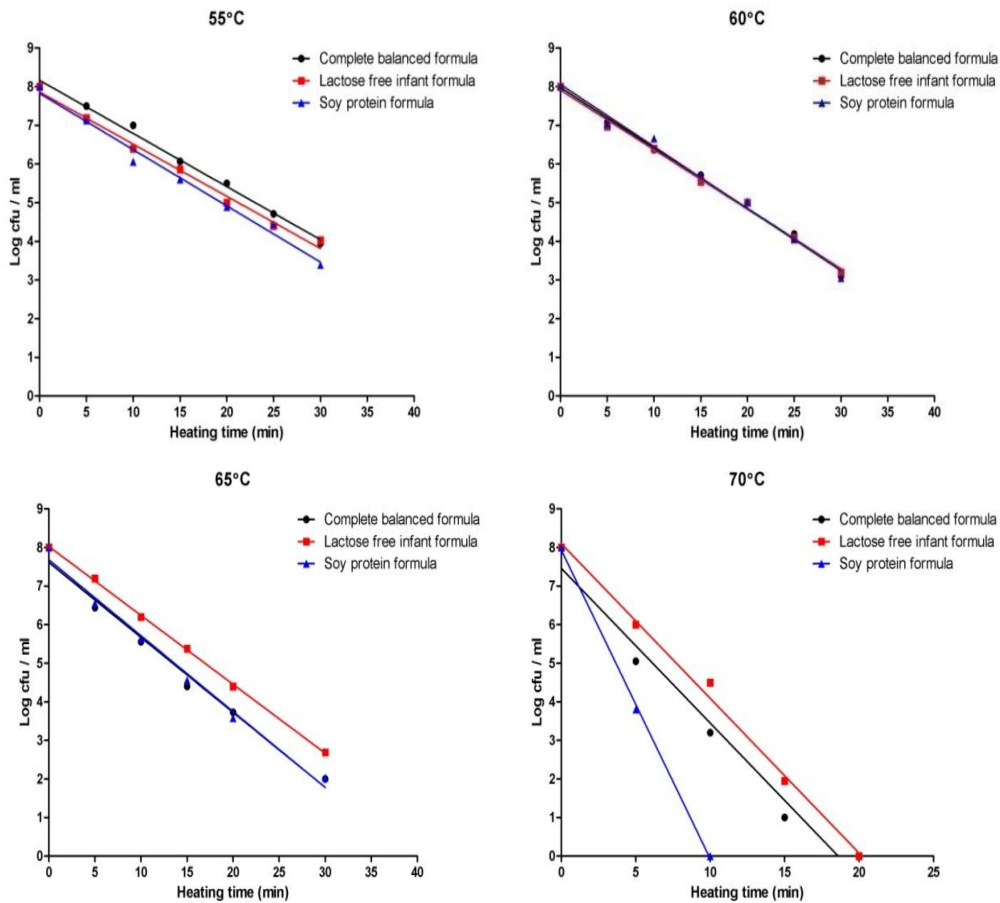 55°C
Complete balanced formula
Lactose free infant formula
Soy protein formula
Log cfu / ml
9
8
7
6
5
4
3
2
1
0
0 5 10 15 20 25 30 35 40
Heating time (min)
60°C
Complete balanced formula
Lactose free infant formula
Soy protein formula
Log cfu / ml
9
8
7
6
5
4
3
2
1
0
0 5 10 15 20 25 30 35 40
Heating time (min)
65°C
Complete balanced formula
Lactose free infant formula
Soy protein formula
Log cfu / ml
9
8
7
6
5
4
3
2
1
0
0 5 10 15 20 25 30 35 40
Heating time (min)
70°C
Complete balanced formula
Lactose free infant formula
Soy protein formula
Log cfu / ml
9
8
7
6
5
4
3
2
1
0
0 5 10 15 20 25
Heating time (min)